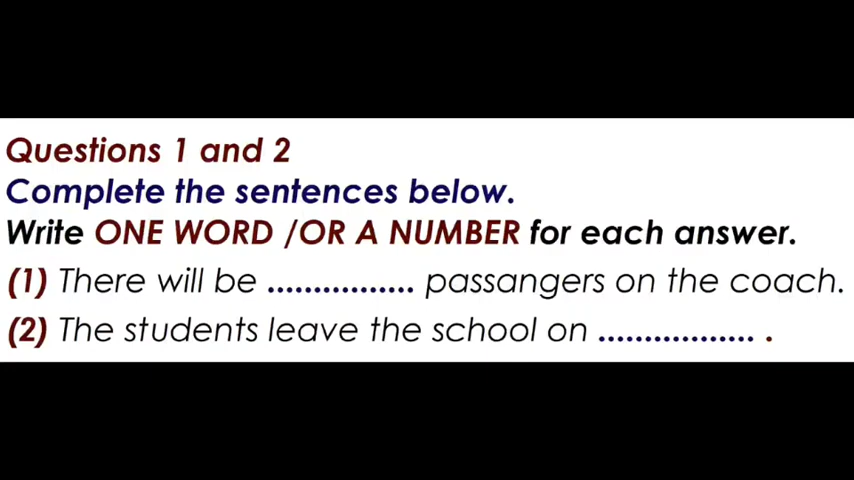 Questions 1 and 2
Complete the sentences below.
Write ONE WORD /OR A NUMBER for each answer.
(1) There will be ................ passangers on the coach.
(2) The students leave the school on ................. .